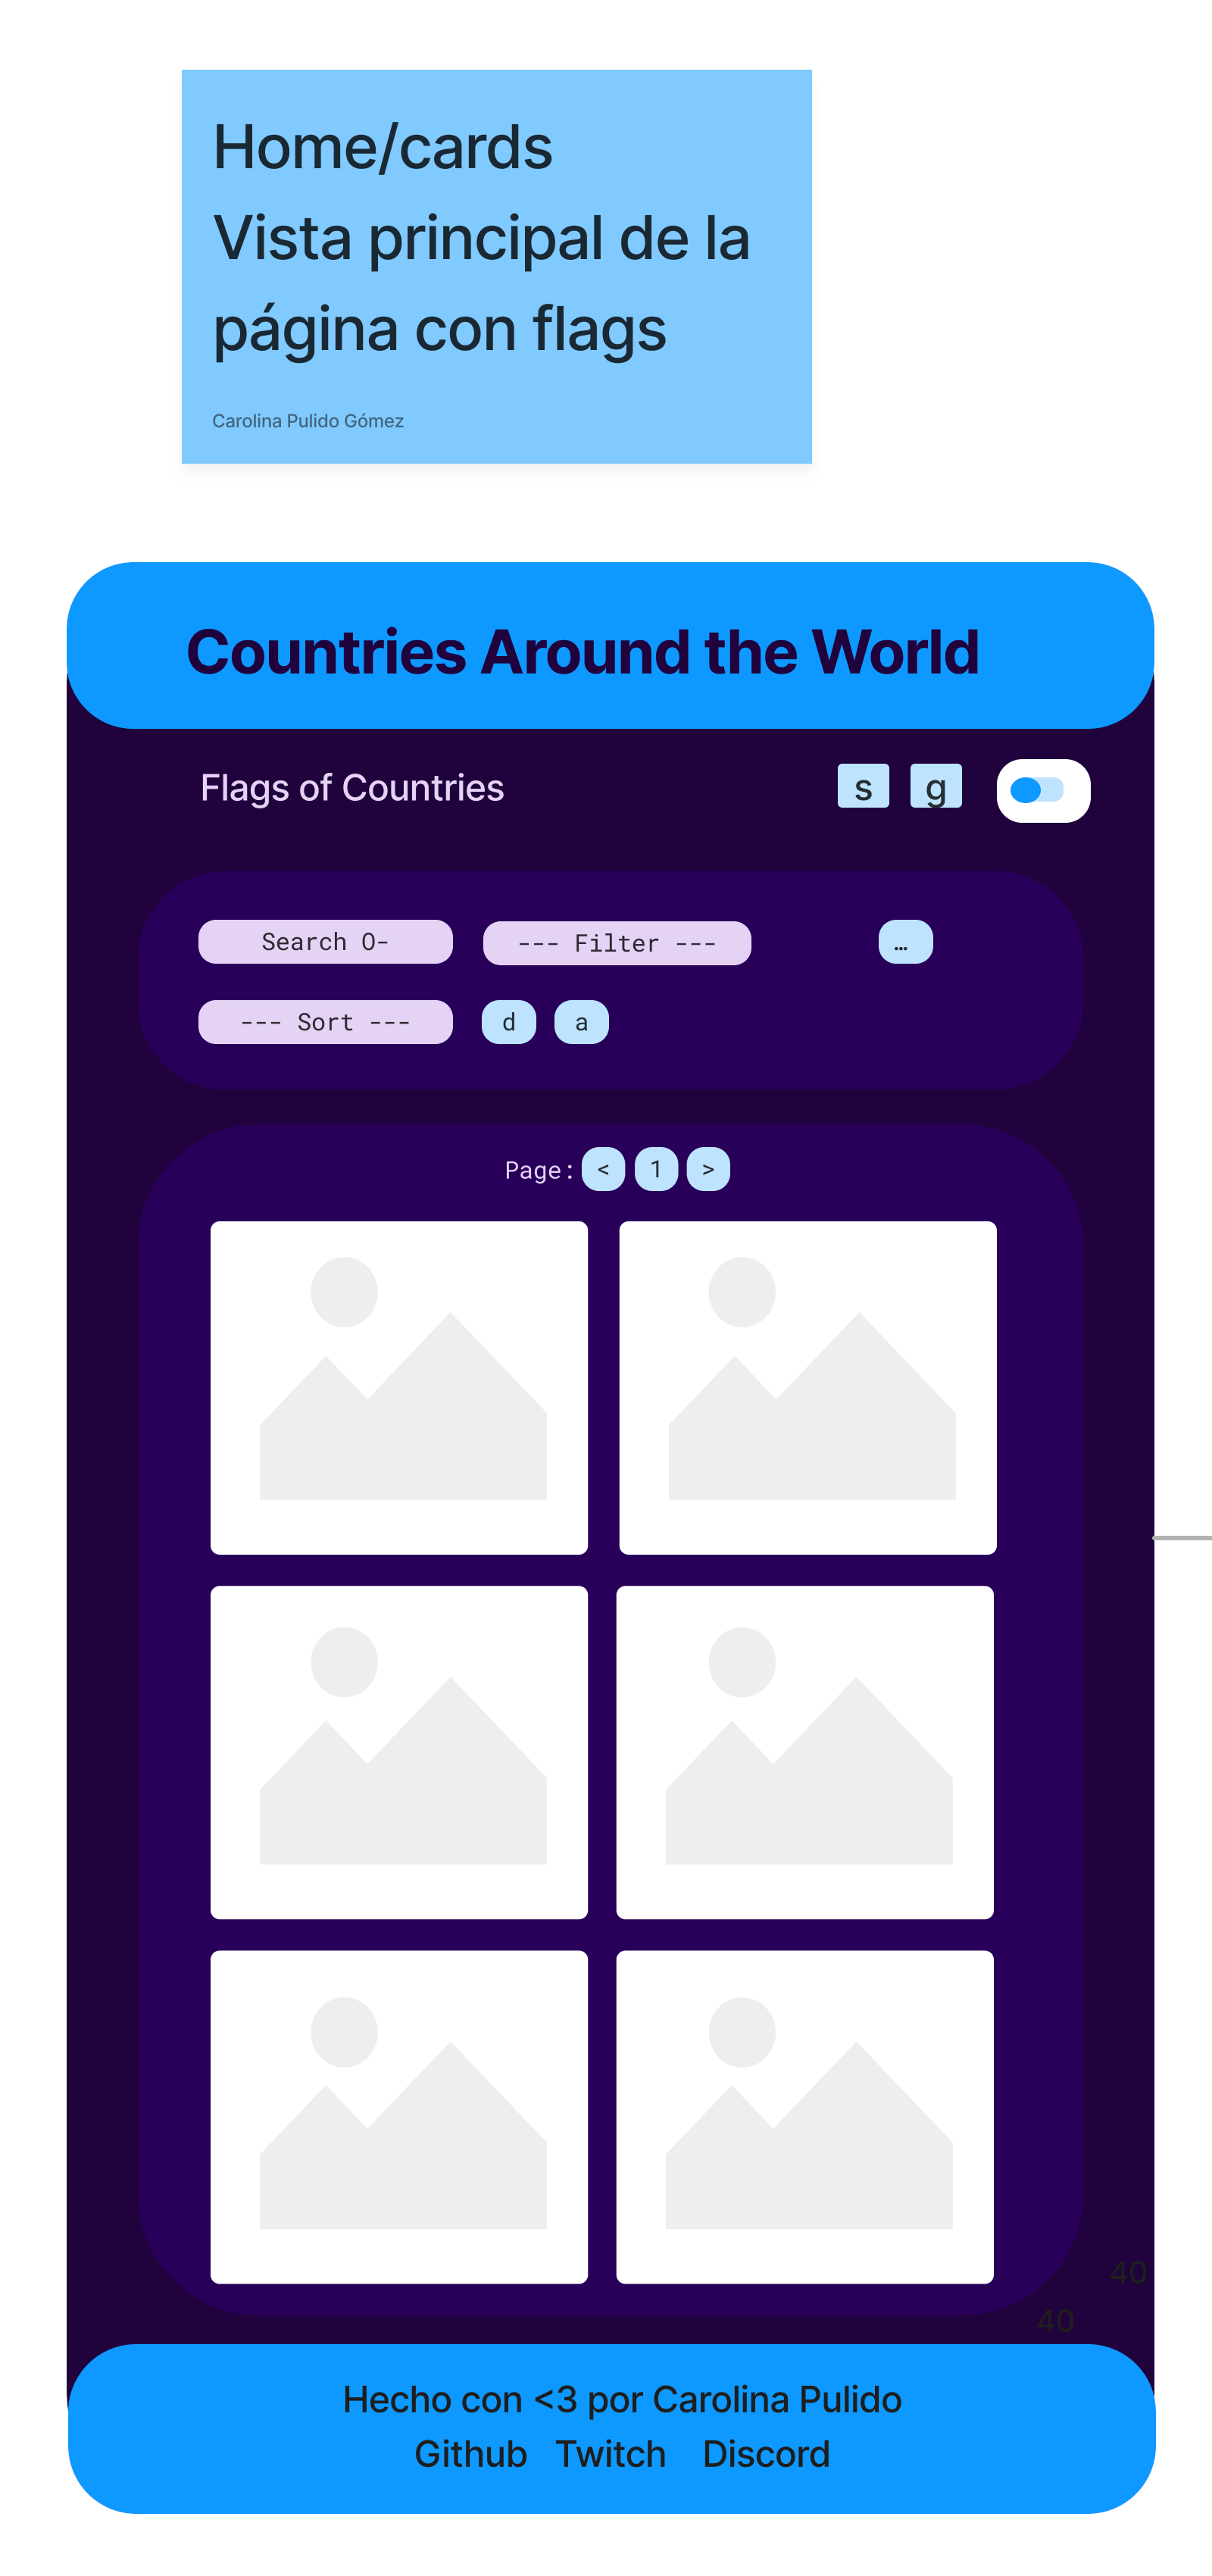 Home/cards
Vista principal de la
página con flags
Carolina Pulido Gómez
Countries Around the World
Flags of Countries
s g
Search O-
--- Filter ---
…
--- Sort ---
d a
Page: < 1 >
40
40
Hecho con <3 por Carolina Pulido
Github Twitch Discord